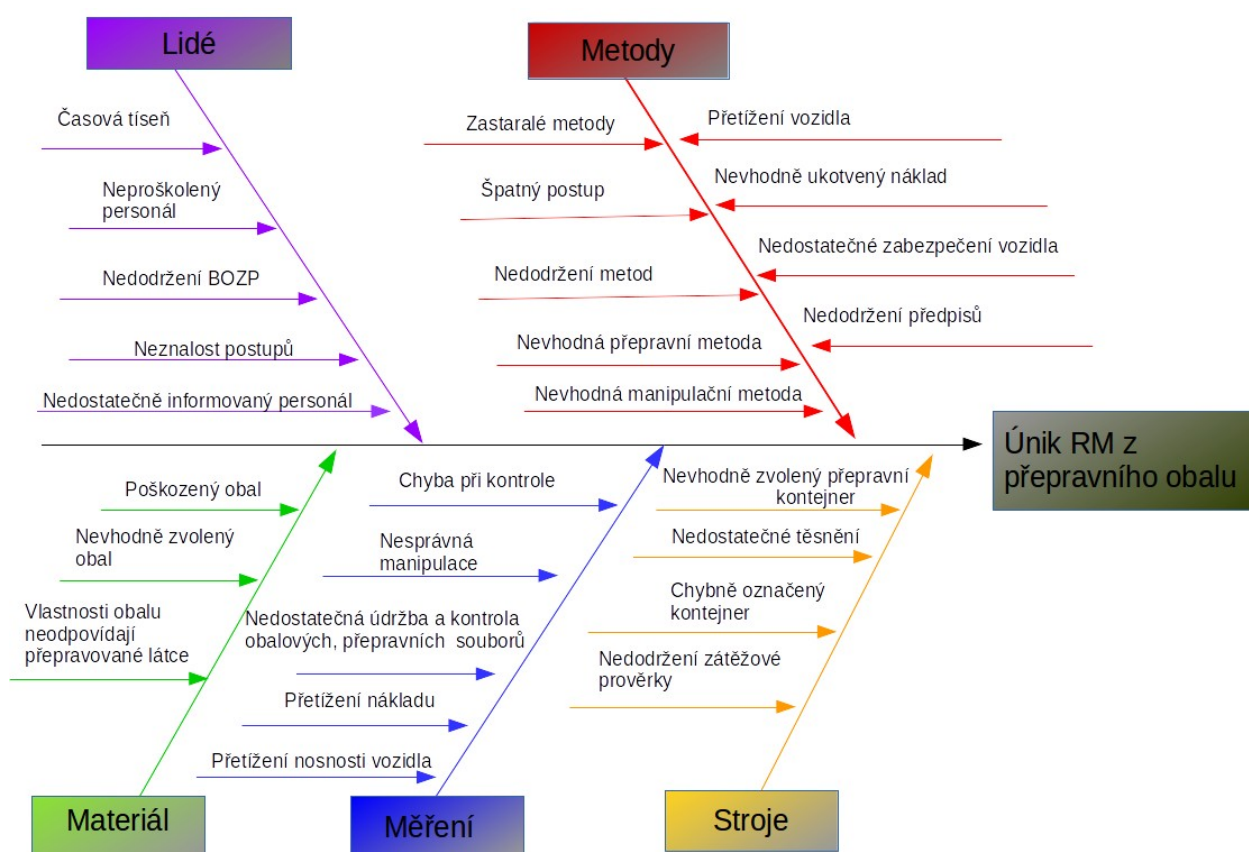 Lidé
Metody
Časová tíseň
Neproškolený
personál
Nedodržení BOZP
Neznalost postupů
Nedostatečně informovaný personál
Zastaralé metody
Přetížení vozidla
Špatný postup
Nevhodně ukotvený náklad
Nedodržení metod
Nedostatečné zabezpečení vozidla
Nevhodná přepravní metoda
Nedodržení předpisů
Nevhodná manipulační metoda
Únik RM z
přepravního obalu
Poškozený obal
Nevhodně zvolený
obal
Vlastnosti obalu
neodpovídají
přepravované látce
Chyba při kontrole
Nesprávná
manipulace
Nedostatečná údržba a kontrola
obalových, přepravních souborů
Přetížení nákladu
Přetížení nosnosti vozidla
Nevhodně zvolený přepravní
kontejner
Nedostatečné těsnění
Chybně označený
kontejner
Nedodržení zátěžové
prověrky
Materiál
Měření
Stroje